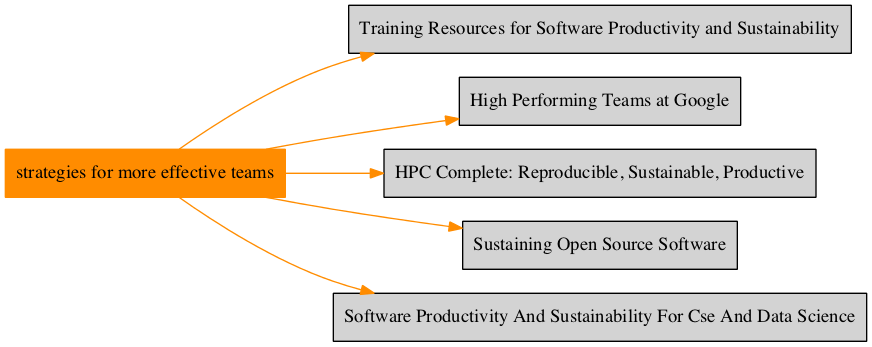 Training Resources for Software Productivity and Sustainability
High Performing Teams at Google
strategies for more effective teams
HPC Complete: Reproducible, Sustainable, Productive
Sustaining Open Source Software
Software Productivity And Sustainability For Cse And Data Science